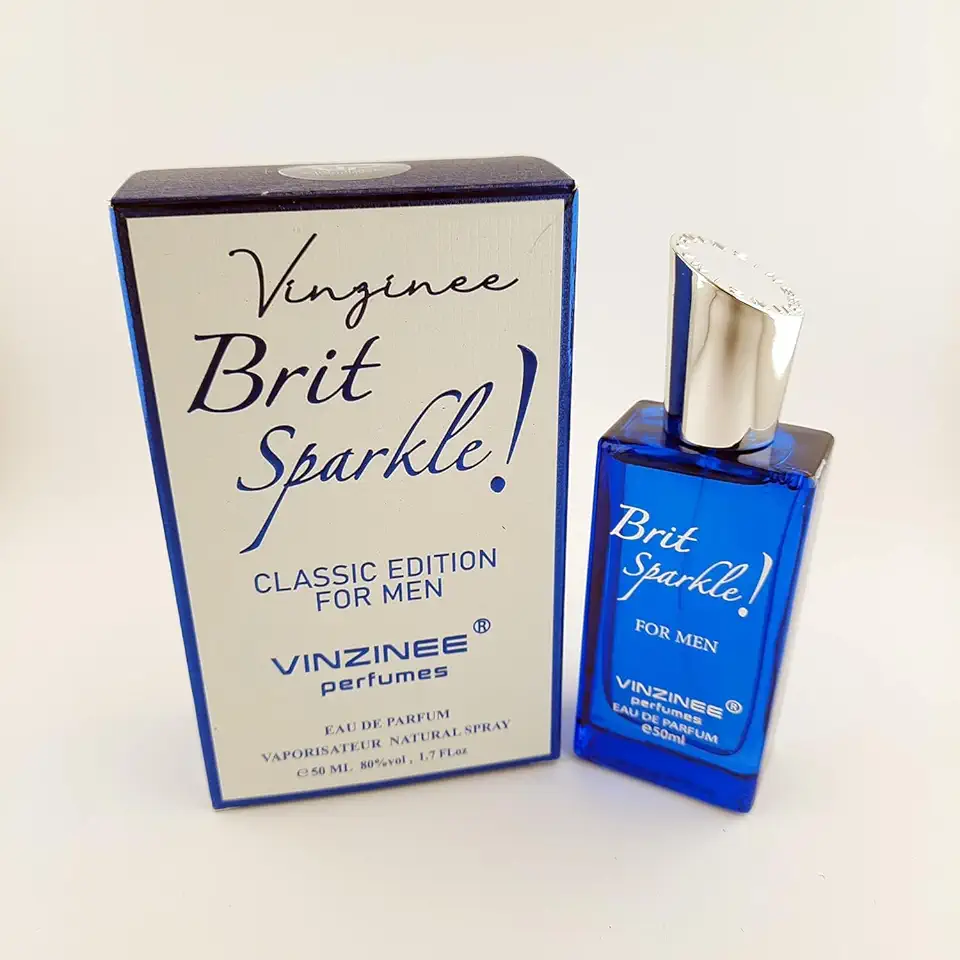 Vinzinee
Brit
Sparkle!
CLASSIC EDITION
FOR MEN
VINZINEE®
perfumes
EAU DE PARFUM
VAPORISATEUR NATURAL SPRAY
℮50 ML 80%vol, 1.7 FLoz
Brit
Sparkle!
FOR MEN
VINZINEE®
perfumes
EAU DE PARFUM
℮50ml